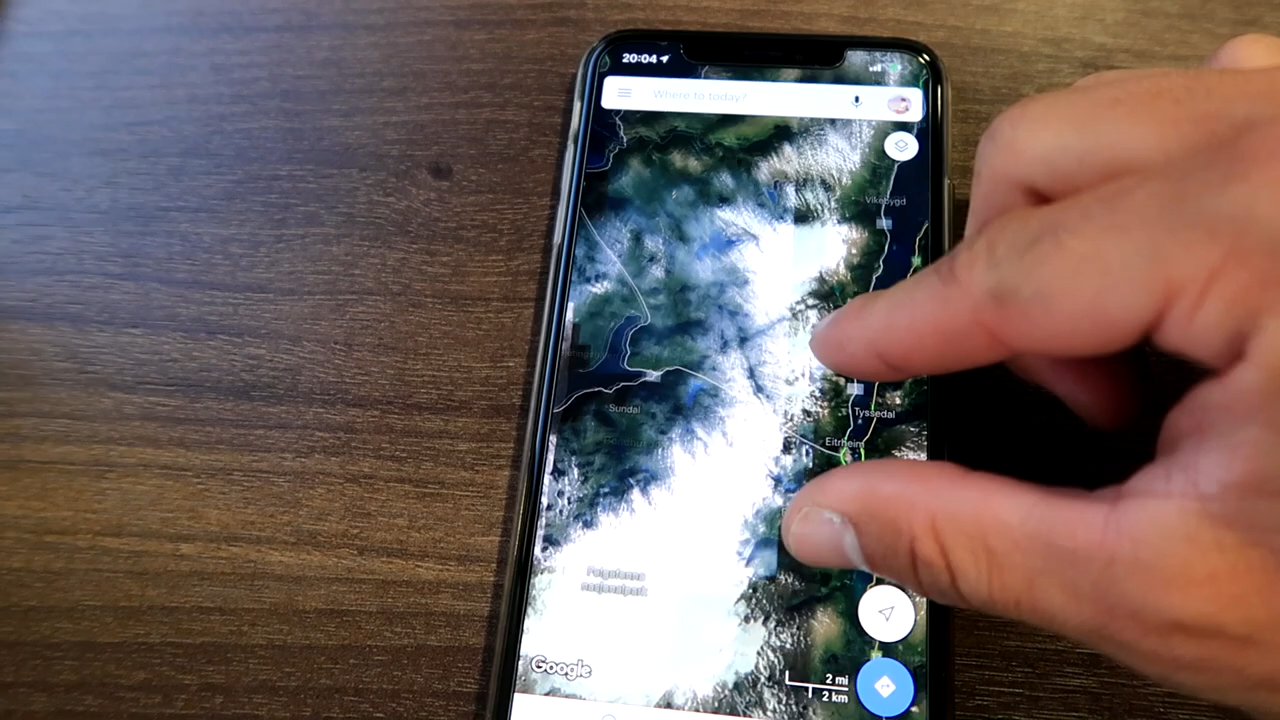 20:04
Where to today?
Vikebygd
Sundal
Tyssedal
Eitrheim
Folgefonna
nasjonalpark
Google
2 mi
2 km